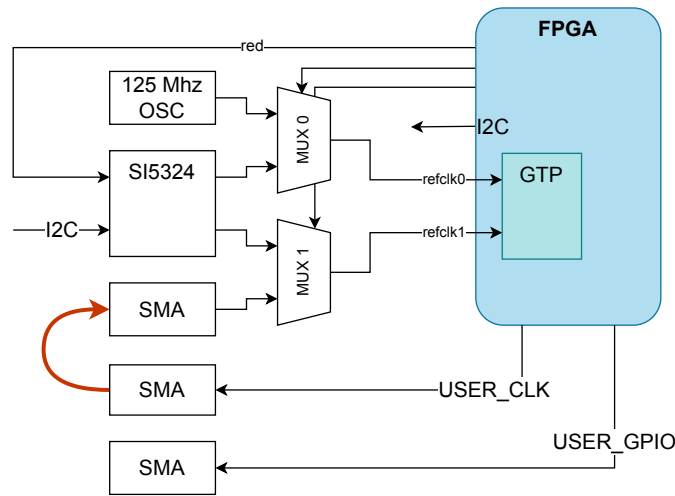 FPGA
red
125 Mhz
OSC
MUX 0
I2C
SI5324
refclk0
GTP
I2C
refclk1
MUX 1
SMA
SMA
USER_CLK
USER_GPIO
SMA